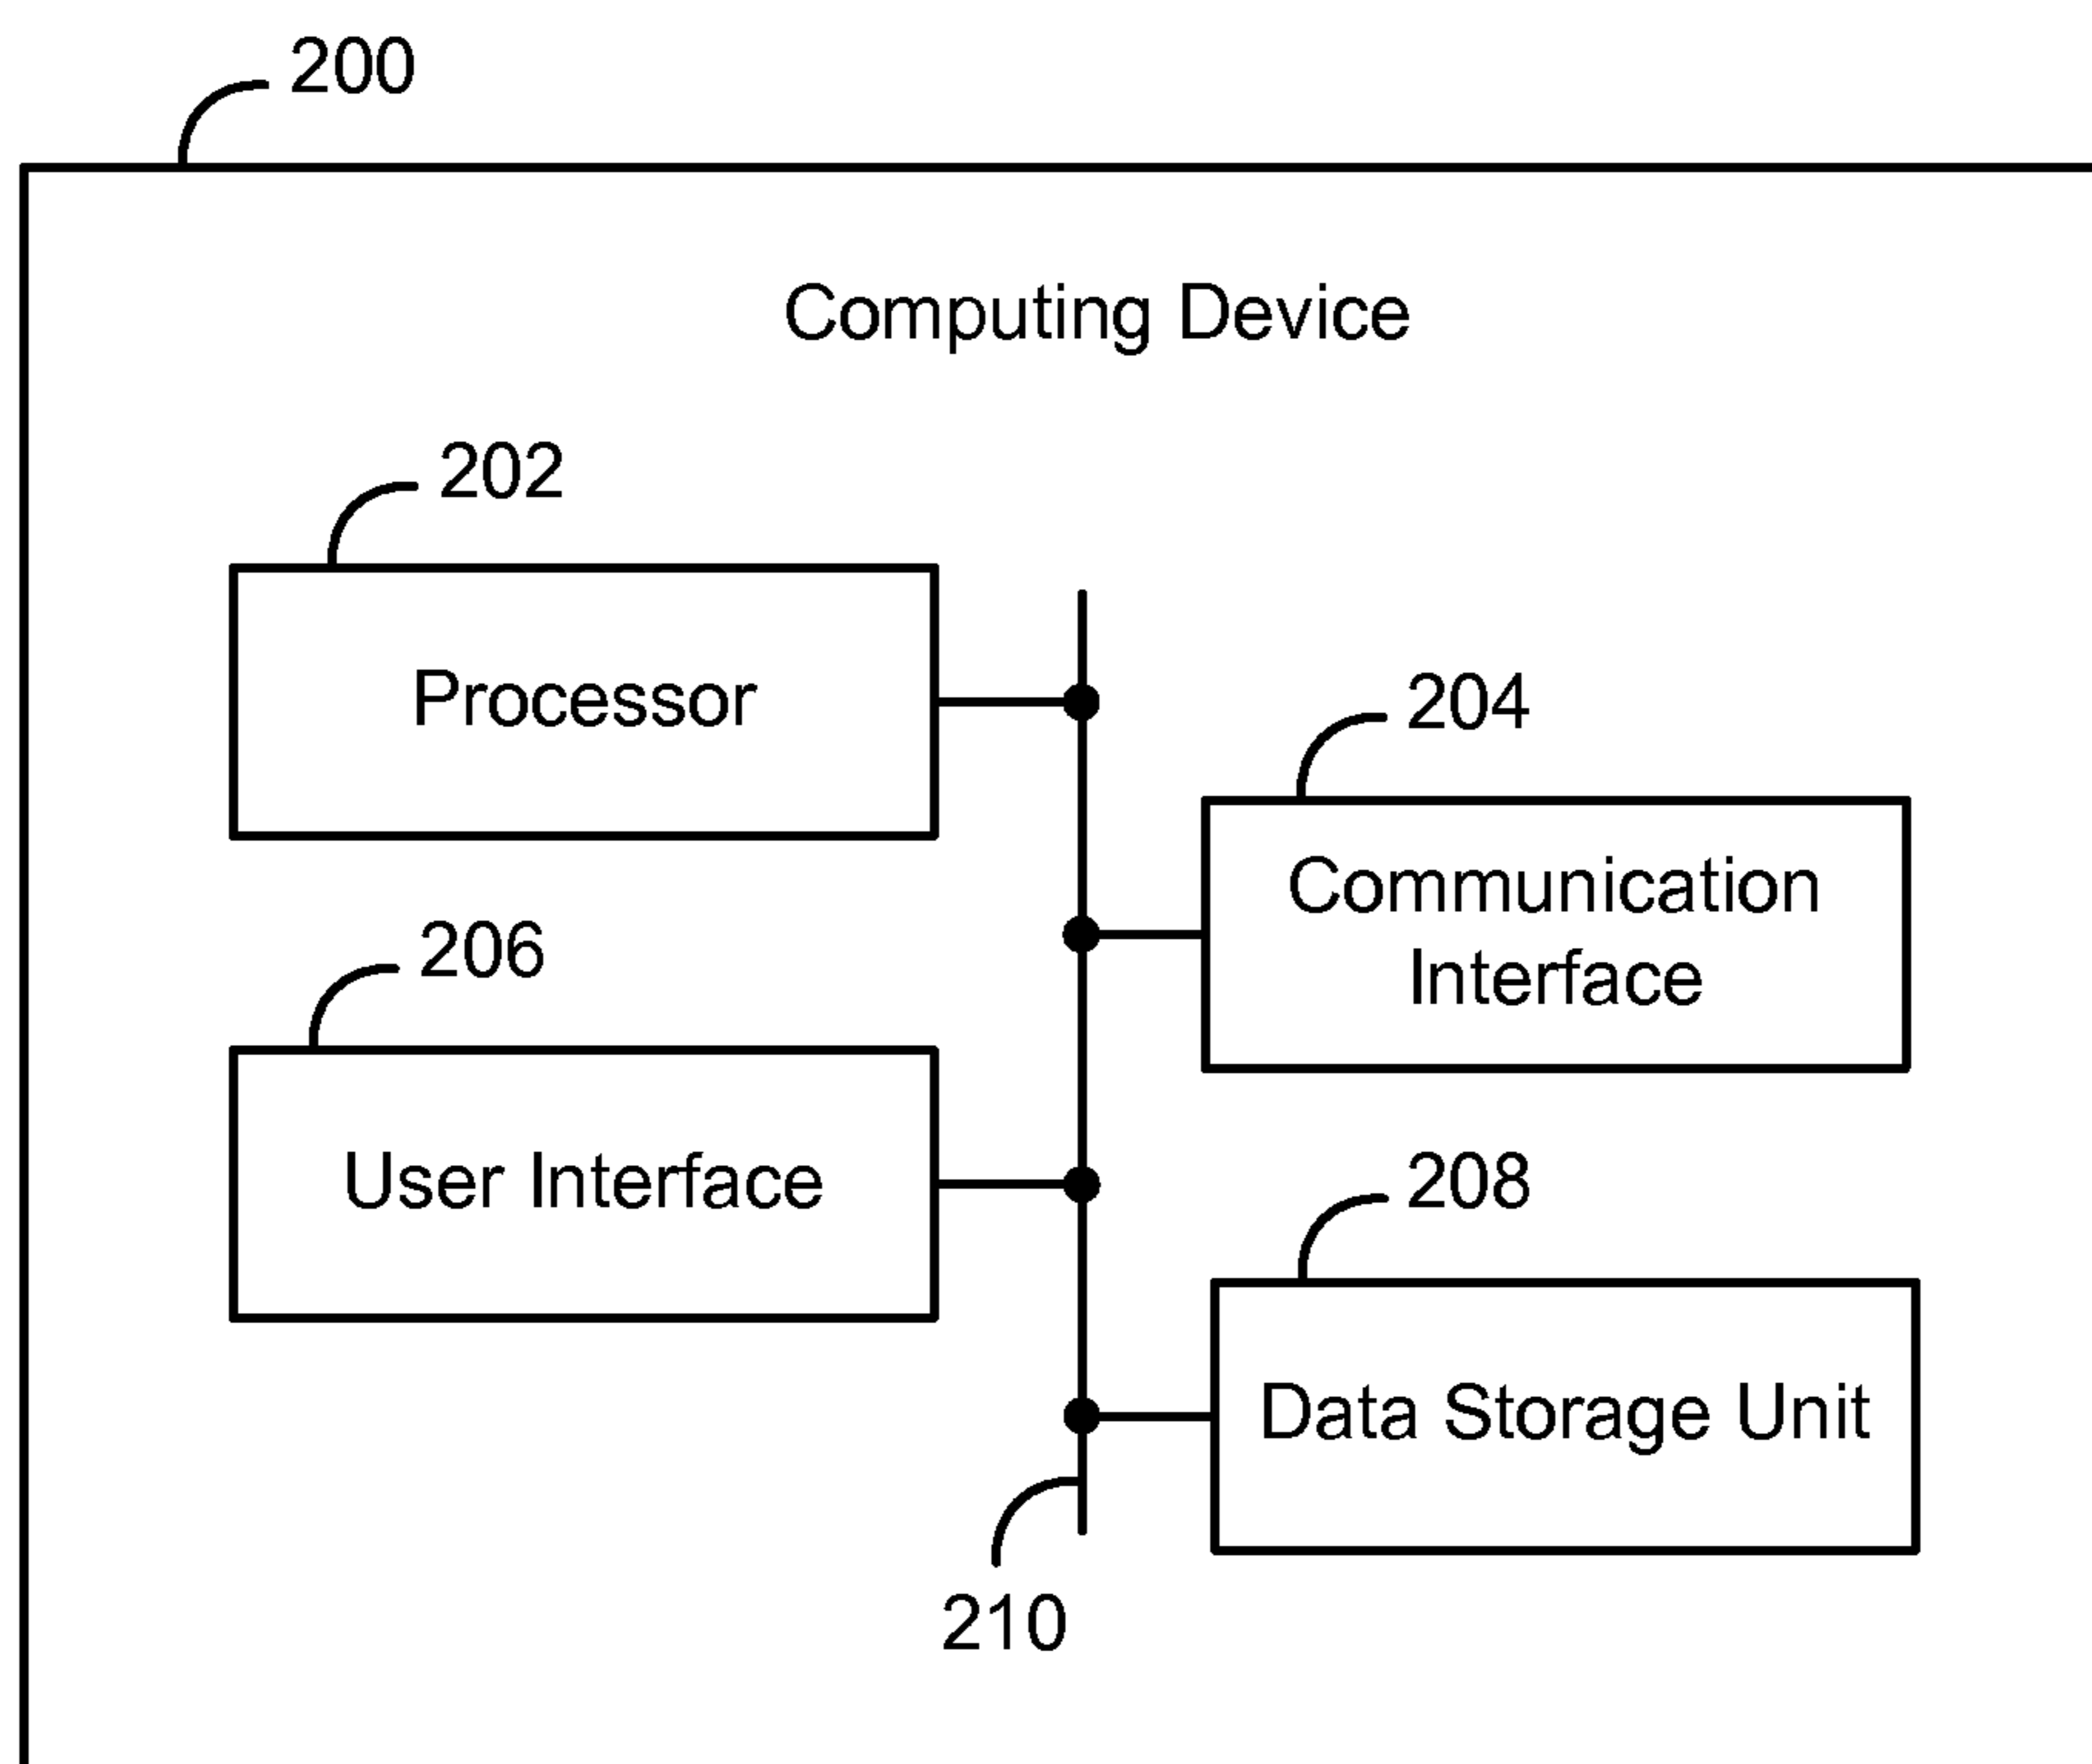 200
Computing Device
202
Processor
204
Communication
Interface
206
User Interface
208
Data Storage Unit
210